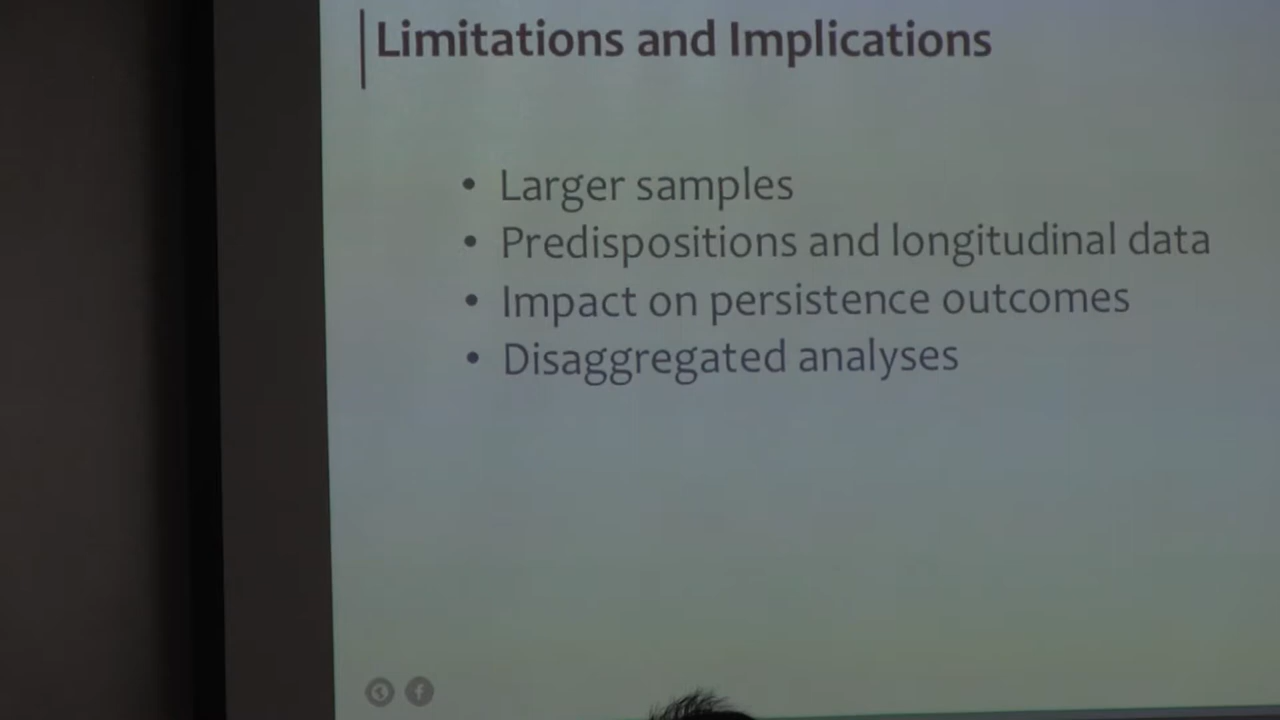 Limitations and Implications
• Larger samples
• Predispositions and longitudinal data
• Impact on persistence outcomes
• Disaggregated analyses